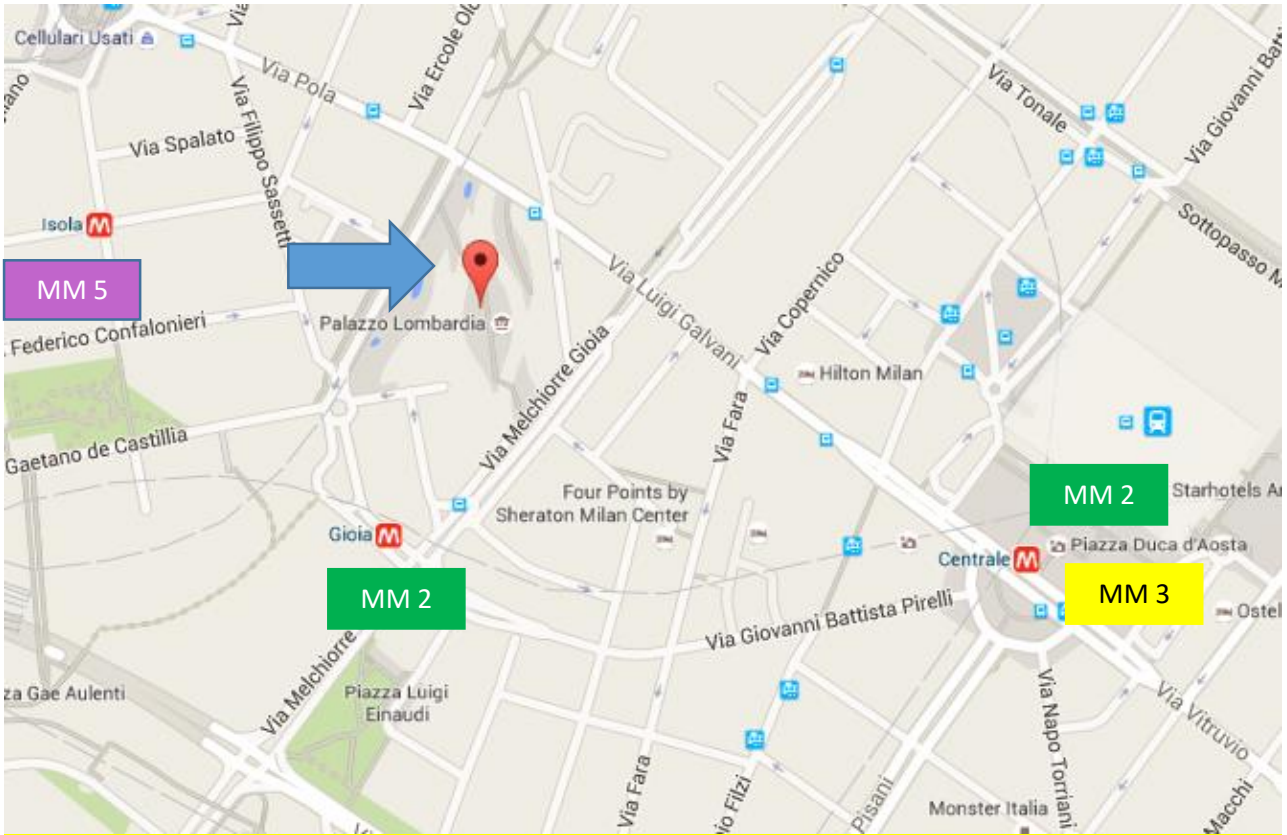 Cellulari Usati
Via Pola
Via Ercole Old
Via Filippo Sassetti
Via Spalato
Via Tonale
Via Giovanni Batti
Isola
M
MM 5
Sottopasso M
Via Luigi Galvani
Via Copernico
Federico Confalonieri
Palazzo Lombardia
Via Melchiorre Gioia
Hilton Milan
Via Fara
Gaetano de Castillia
Four Points by
Sheraton Milan Center
MM 2
Starhotels
Gioia
M
Centrale
M
Piazza Duca d'Aosta
MM 2
MM 3
Ostel
Via Giovanni Battista Pirelli
Via Melchiorre
za Gae Aulenti
Piazza Luigi
Einaudi
Via Napo Torriani
Via Vitruvio
Via Fara
io Filzi
Pisani
Monster Italia
Macchi